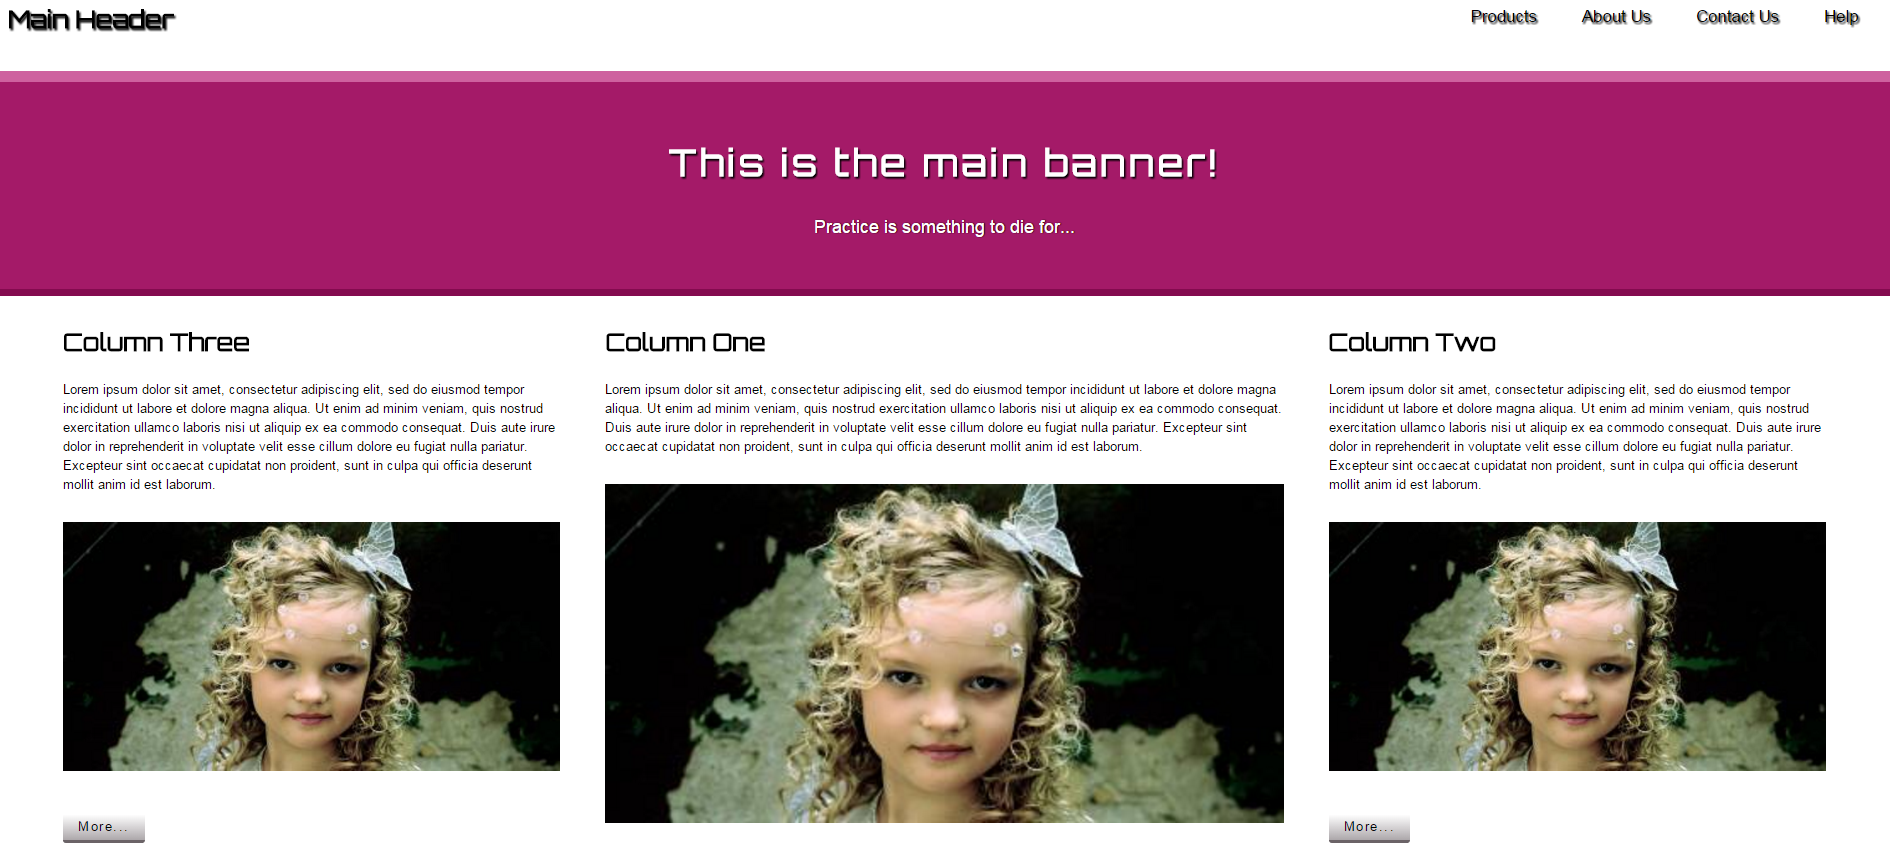 Main Header
Products About Us Contact Us Help
This is the main banner!
Practice is something to die for...
Column Three
Lorem ipsum dolor sit amet, consectetur adipiscing elit, sed do eiusmod tempor
incididunt ut labore et dolore magna aliqua. Ut enim ad minim veniam, quis nostrud
exercitation ullamco laboris nisi ut aliquip ex ea commodo consequat. Duis aute irure
dolor in reprehenderit in voluptate velit esse cillum dolore eu fugiat nulla pariatur.
Excepteur sint occaecat cupidatat non proident, sunt in culpa qui officia deserunt
mollit anim id est laborum.
More...
Column One
Lorem ipsum dolor sit amet, consectetur adipiscing elit, sed do eiusmod tempor incididunt ut labore et dolore magna
aliqua. Ut enim ad minim veniam, quis nostrud exercitation ullamco laboris nisi ut aliquip ex ea commodo consequat.
Duis aute irure dolor in reprehenderit in voluptate velit esse cillum dolore eu fugiat nulla pariatur. Excepteur sint
occaecat cupidatat non proident, sunt in culpa qui officia deserunt mollit anim id est laborum.
Column Two
Lorem ipsum dolor sit amet, consectetur adipiscing elit, sed do eiusmod tempor
incididunt ut labore et dolore magna aliqua. Ut enim ad minim veniam, quis nostrud
exercitation ullamco laboris nisi ut aliquip ex ea commodo consequat. Duis aute irure
dolor in reprehenderit in voluptate velit esse cillum dolore eu fugiat nulla pariatur.
Excepteur sint occaecat cupidatat non proident, sunt in culpa qui officia deserunt
mollit anim id est laborum.
More...